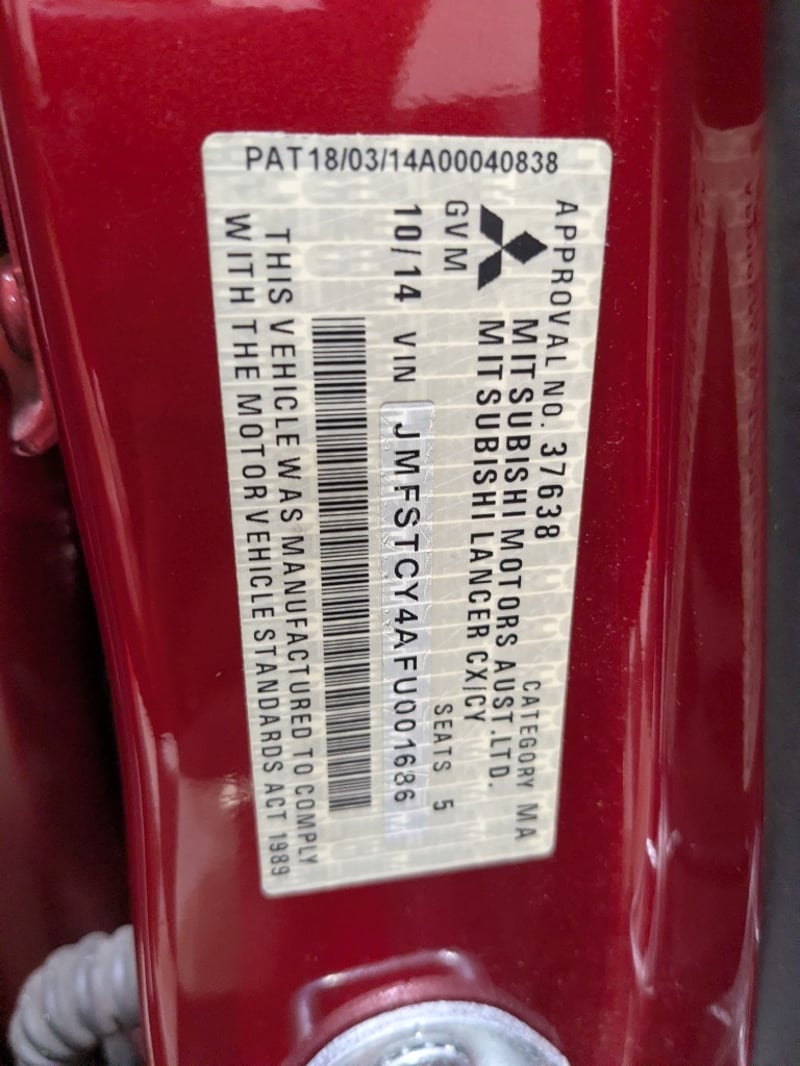 PAT18/03/14A00040838
APPROVAL NO. 37638 CATEGORY MA
MITSUBISHI MOTORS AUST.LTD.
MITSUBISHI LANCER CX/CY
GVM SEATS 5
10/14 VIN JMFSTCY4AFU001686
THIS VEHICLE WAS MANUFACTURED TO COMPLY
WITH THE MOTOR VEHICLE STANDARDS ACT 1989